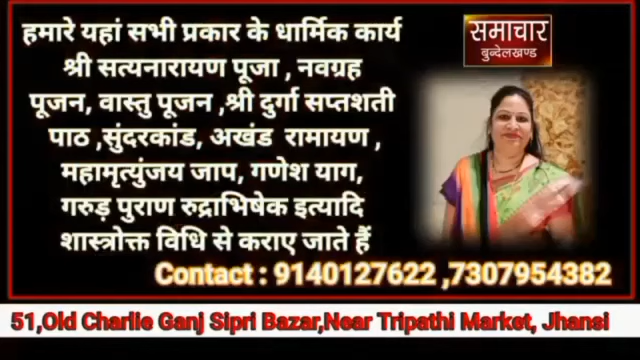 हमारे यहां सभी प्रकार के धार्मिक कार्य
श्री सत्यनारायण पूजा , नवग्रह
पूजन, वास्तु पूजन ,श्री दुर्गा सप्तशती
पाठ ,सुंदरकांड, अखंड रामायण ,
महामृत्युंजय जाप, गणेश याग,
गरुड़ पुराण रुद्राभिषेक इत्यादि
शास्त्रोक्त विधि से कराए जाते हैं
समाचार
बुन्देलखण्ड
Contact : 9140127622 ,7307954382
51,Old Charlie Ganj Sipri Bazar,Near Tripathi Market, Jhansi